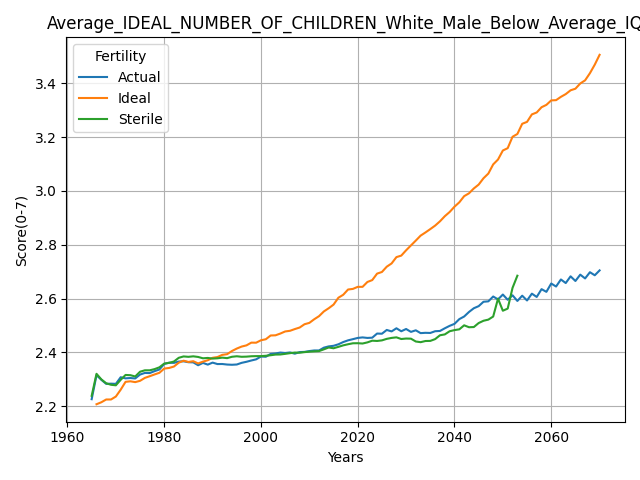 Average_IDEAL_NUMBER_OF_CHILDREN_White_Male_Below_Average_IQ
Fertility
Actual
Ideal
Sterile
Score(0-7)
3.4
3.2
3.0
2.8
2.6
2.4
2.2
1960
1980
2000
2020
2040
2060
Years